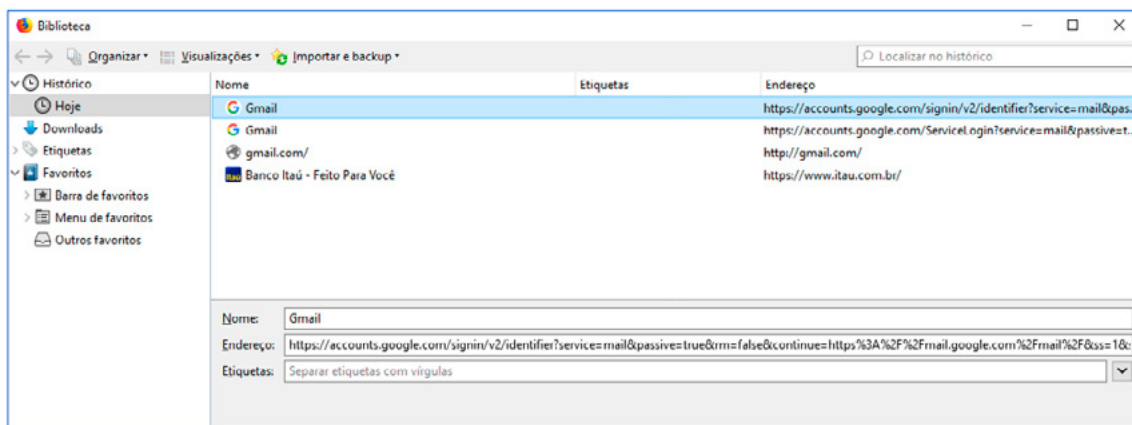 Biblioteca
Organizar Visualizações Importar e backup Localizar no histórico
Histórico
Hoje
Downloads
Etiquetas
Favoritos
Barra de favoritos
Menu de favoritos
Outros favoritos
Nome Etiquetas Endereço
Gmail https://accounts.google.com/signin/v2/identifier?service=mail&pas...
Gmail https://accounts.google.com/ServiceLogin?service=mail&passive=t...
gmail.com/ http://gmail.com/
Itaú Banco Itaú - Feito Para Você https://www.itau.com.br/
Nome: Gmail
Endereço: https://accounts.google.com/signin/v2/identifier?service=mail&passive=true&rm=false&continue=https%3A%2F%2Fmail.google.com%2Fmail%2F&ss=1&
Etiquetas: Separar etiquetas com vírgulas